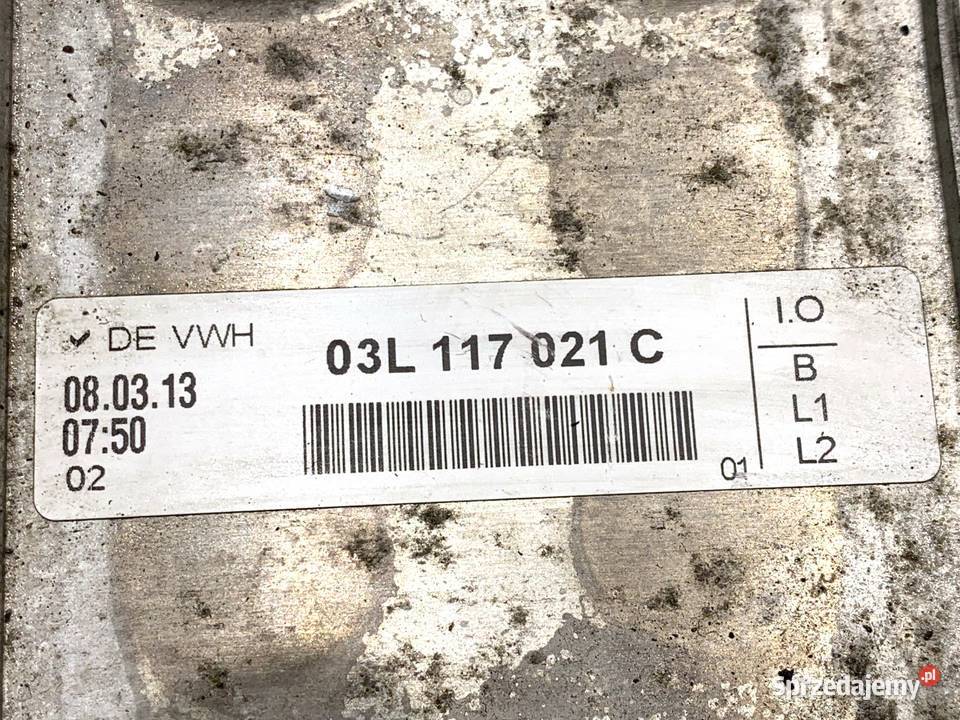 DE VWH
08.03.13
07:50
02
03L 117 021 C
01
I.O
B
L1
L2
Sprzedajemy.pl